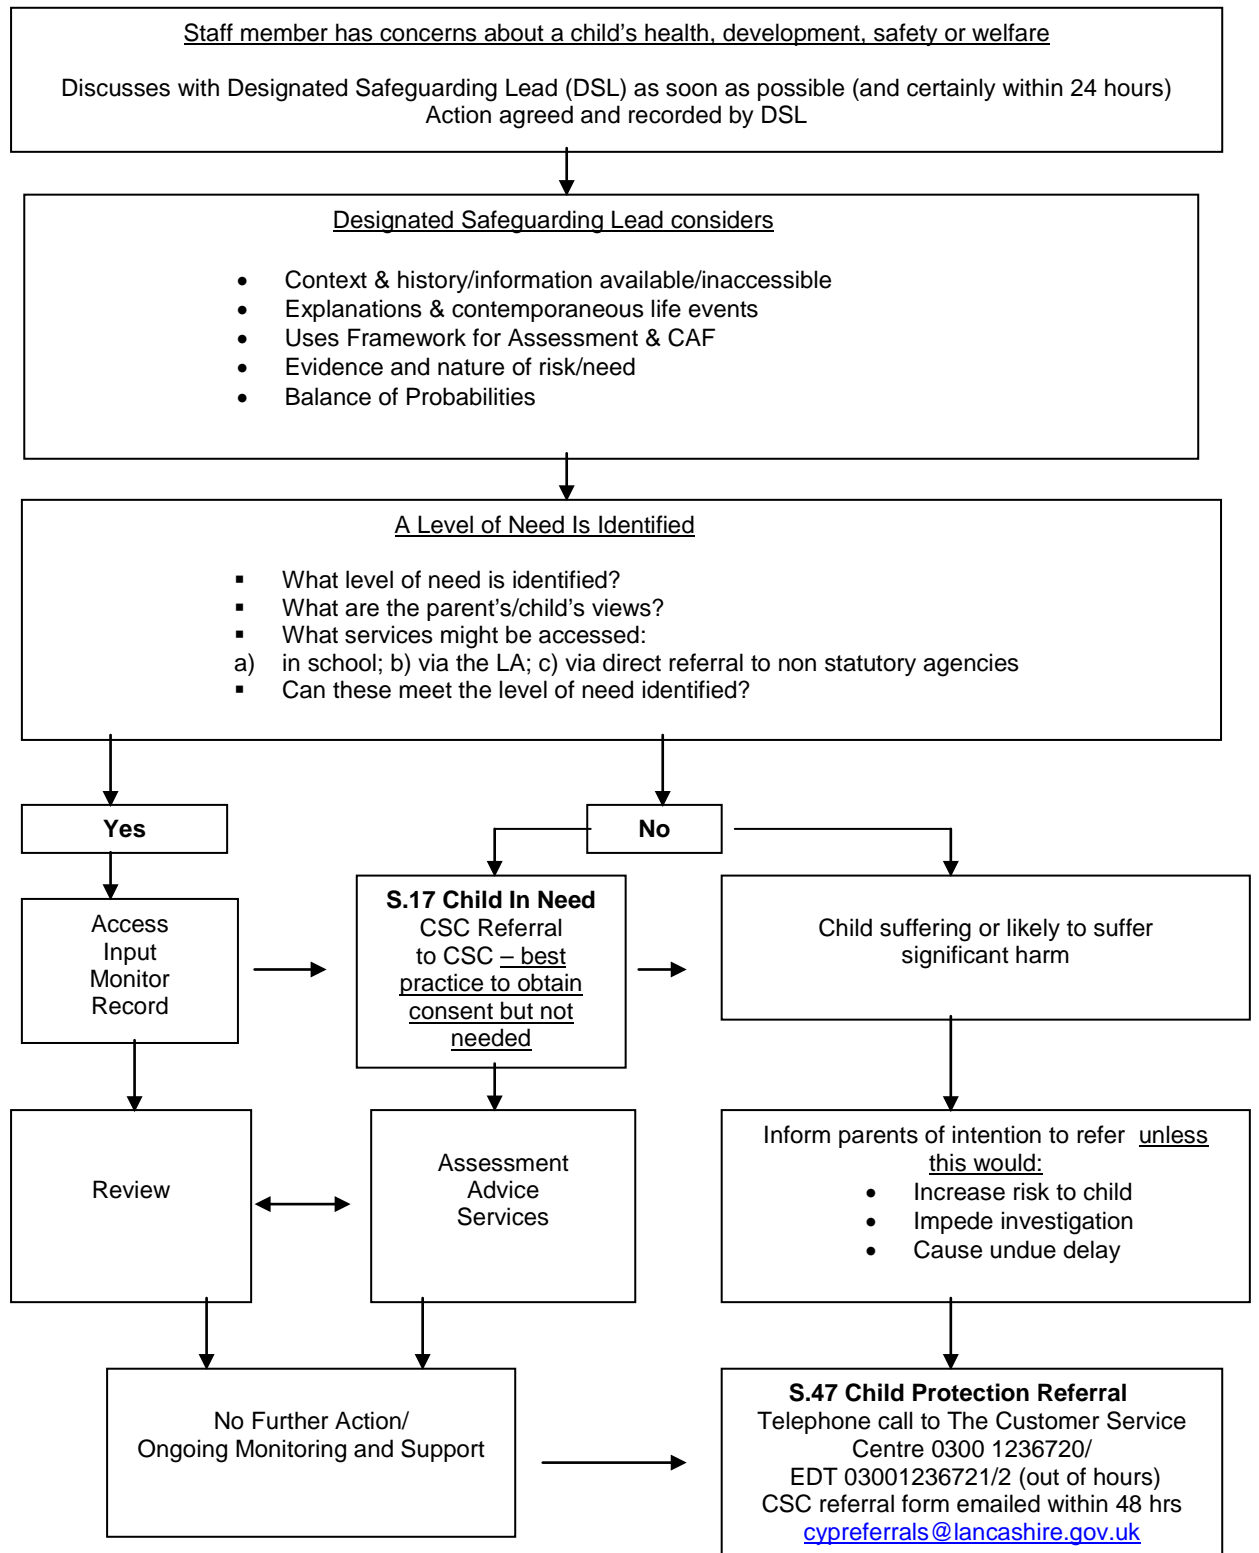 Staff member has concerns about a child's health, development, safety or welfare
Discusses with Designated Safeguarding Lead (DSL) as soon as possible (and certainly within 24 hours)
Action agreed and recorded by DSL
Designated Safeguarding Lead considers
• Context & history/information available/inaccessible
• Explanations & contemporaneous life events
• Uses Framework for Assessment & CAF
• Evidence and nature of risk/need
• Balance of Probabilities
A Level of Need Is Identified
▪ What level of need is identified?
▪ What are the parent's/child's views?
▪ What services might be accessed:
a) in school; b) via the LA; c) via direct referral to non statutory agencies
▪ Can these meet the level of need identified?
Yes
No
Access
Input
Monitor
Record
S.17 Child In Need
CSC Referral
to CSC – best
practice to obtain
consent but not
needed
Child suffering or likely to suffer
significant harm
Review
Assessment
Advice
Services
Inform parents of intention to refer unless
this would:
• Increase risk to child
• Impede investigation
• Cause undue delay
No Further Action/
Ongoing Monitoring and Support
S.47 Child Protection Referral
Telephone call to The Customer Service
Centre 0300 1236720/
EDT 03001236721/2 (out of hours)
CSC referral form emailed within 48 hrs
cypreferrals@lancashire.gov.uk